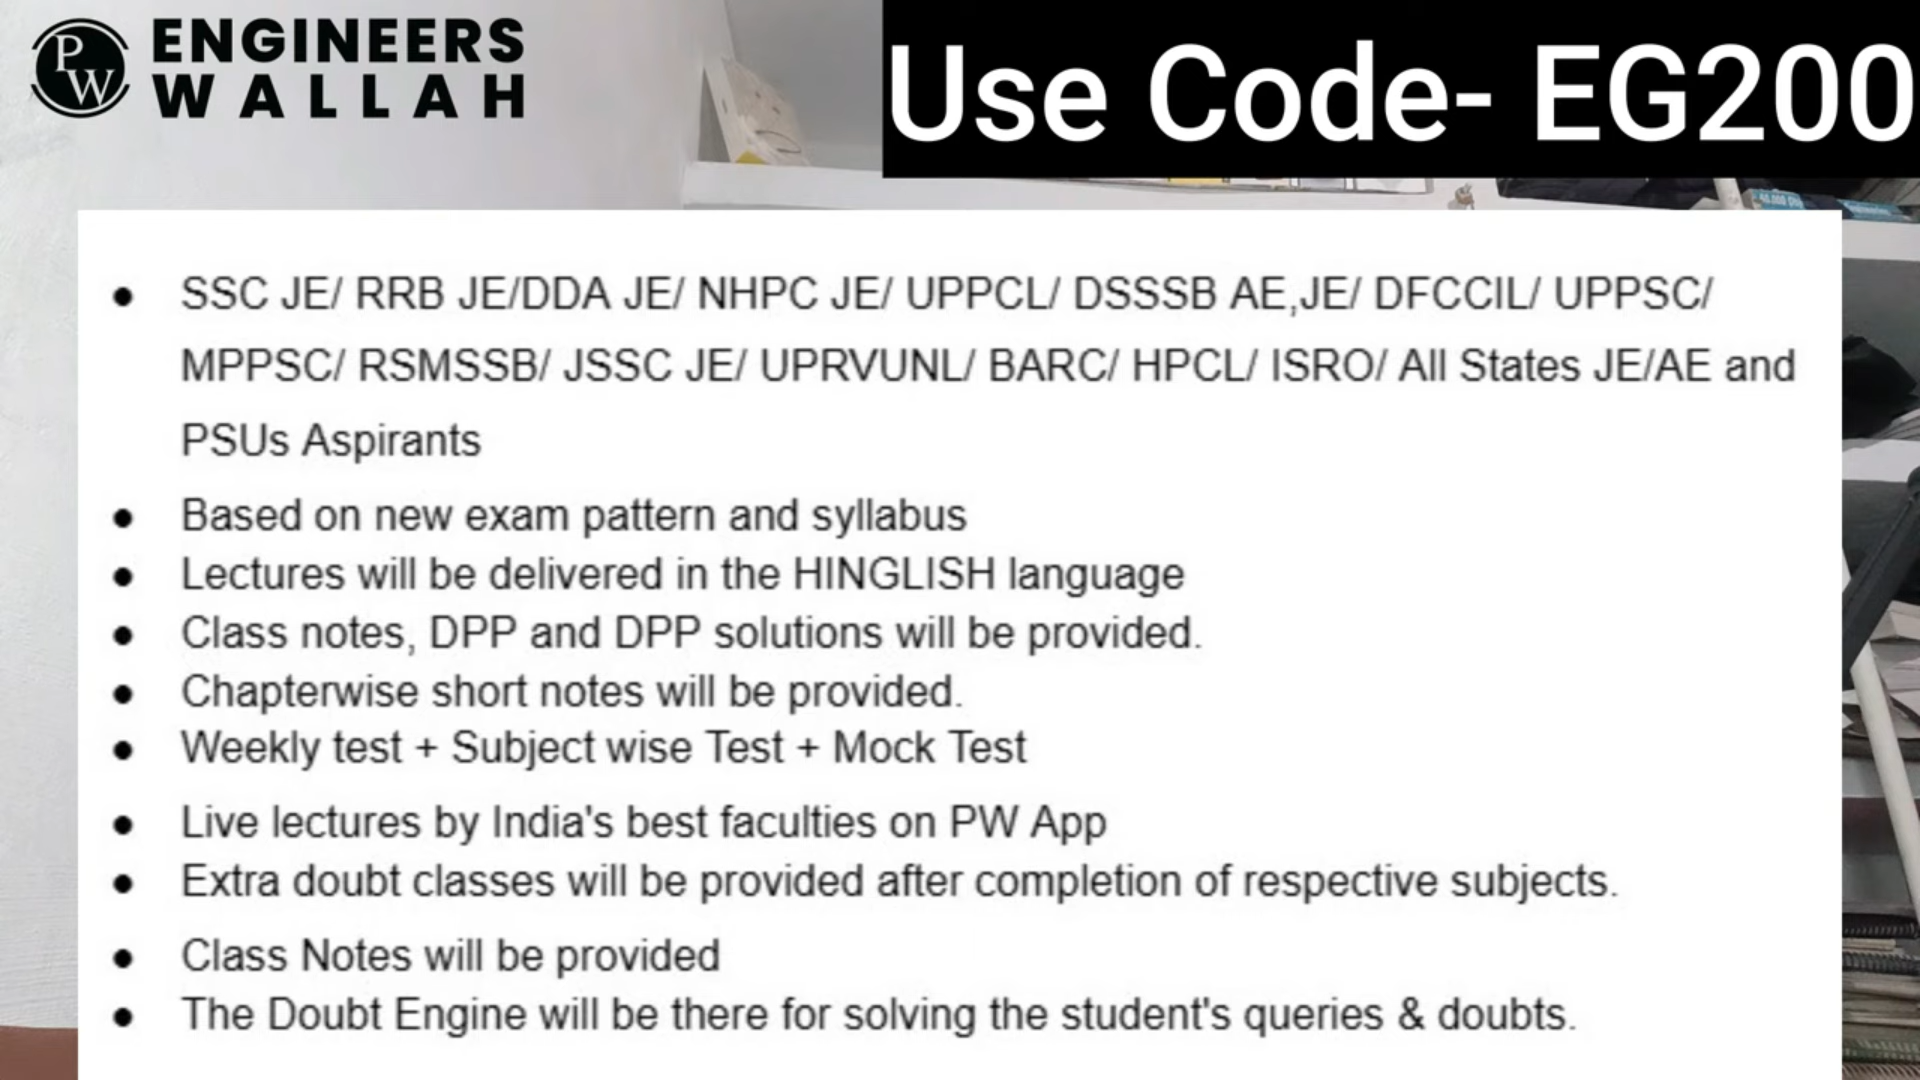 PW ENGINEERS
WALLAH
Use Code- EG200
● SSC JE/ RRB JE/DDA JE/ NHPC JE/ UPPCL/ DSSSB AE,JE/ DFCCIL/ UPPSC/
MPPSC/ RSMSSB/ JSSC JE/ UPRVUNL/ BARC/ HPCL/ ISRO/ All States JE/AE and
PSUs Aspirants
● Based on new exam pattern and syllabus
● Lectures will be delivered in the HINGLISH language
● Class notes, DPP and DPP solutions will be provided.
● Chapterwise short notes will be provided.
● Weekly test + Subject wise Test + Mock Test
● Live lectures by India's best faculties on PW App
● Extra doubt classes will be provided after completion of respective subjects.
● Class Notes will be provided
● The Doubt Engine will be there for solving the student's queries & doubts.